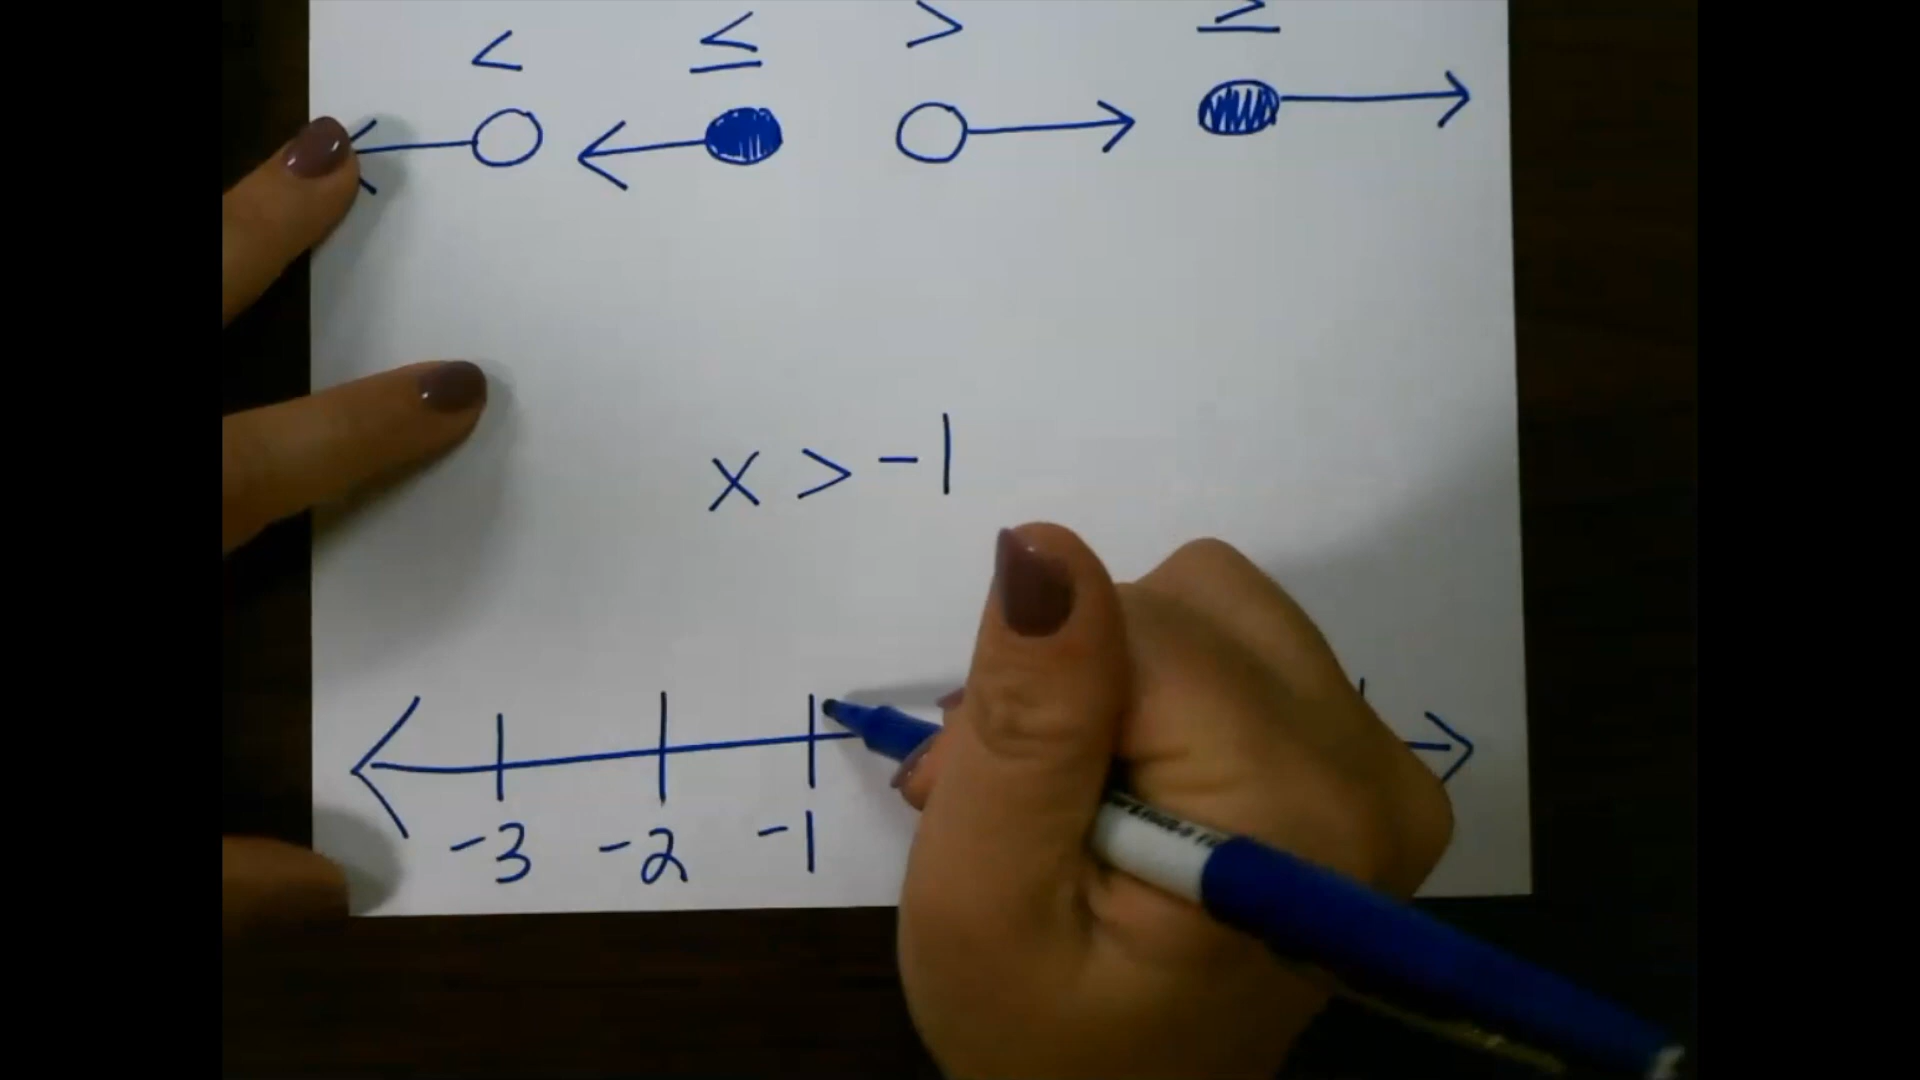 < ≤ > ≥
x > -1
-3 -2 -1